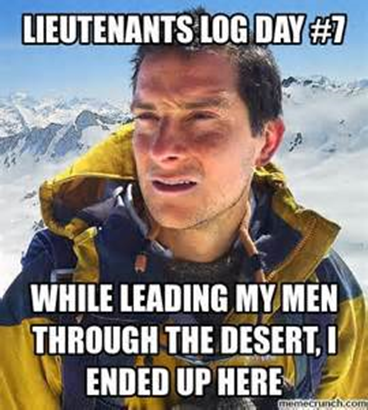 LIEUTENANTS LOG DAY #7
WHILE LEADING MY MEN
THROUGH THE DESERT, I
ENDED UP HERE
memecrunch.com